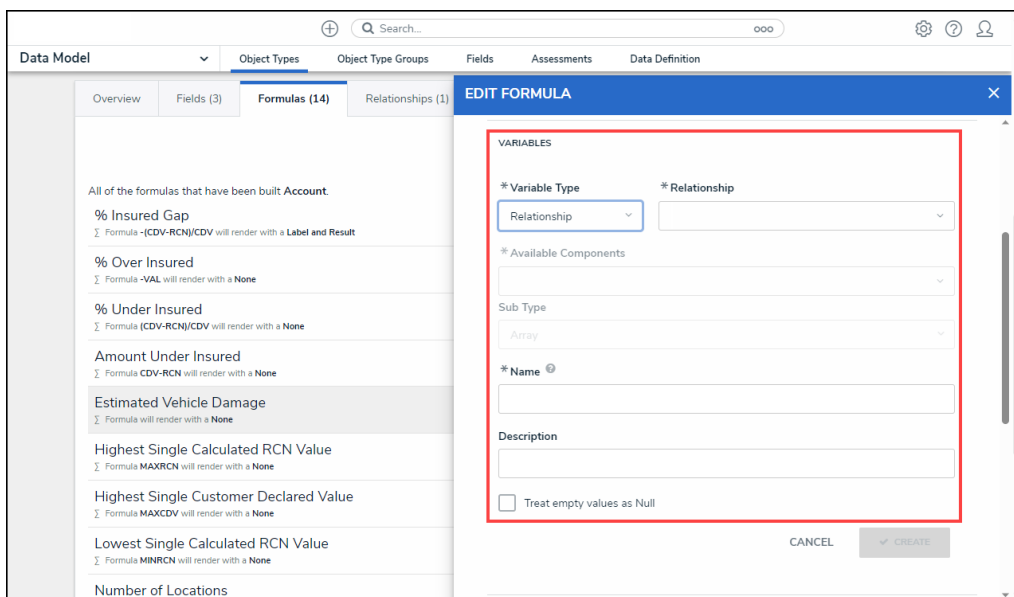 Search...
Data Model
Object Types
Object Type Groups
Fields
Assessments
Data Definition
Overview
Fields (3)
Formulas (14)
Relationships (1)
All of the formulas that have been built Account.
% Insured Gap
∑ Formula -(CDV-RCN)/CDV will render with a Label and Result
% Over Insured
∑ Formula -VAL will render with a None
% Under Insured
∑ Formula (CDV-RCN)/CDV will render with a None
Amount Under Insured
∑ Formula CDV-RCN will render with a None
Estimated Vehicle Damage
∑ Formula will render with a None
Highest Single Calculated RCN Value
∑ Formula MAXRCN will render with a None
Highest Single Customer Declared Value
∑ Formula MAXCDV will render with a None
Lowest Single Calculated RCN Value
∑ Formula MINRCN will render with a None
Number of Locations
EDIT FORMULA
VARIABLES
* Variable Type
* Relationship
Relationship
* Available Components
Sub Type
Array
* Name
Description
Treat empty values as Null
CANCEL
CREATE